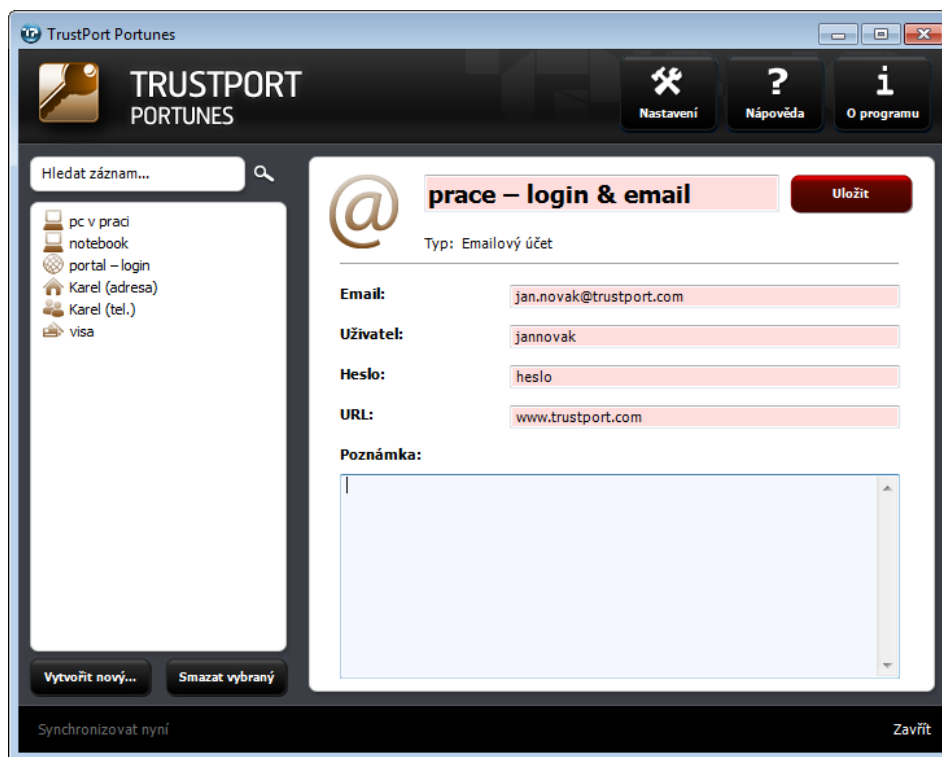 TrustPort Portunes
TRUSTPORT
PORTUNES
Nastavení
Nápověda
O programu
Hledat záznam...
pc v praci
notebook
portal – login
Karel (adresa)
Karel (tel.)
visa
Vytvořit nový...
Smazat vybraný
prace – login & email
Uložit
Typ: Emailový účet
Email: jan.novak@trustport.com
Uživatel: jannovak
Heslo: heslo
URL: www.trustport.com
Poznámka:
Synchronizovat nyní
Zavřít